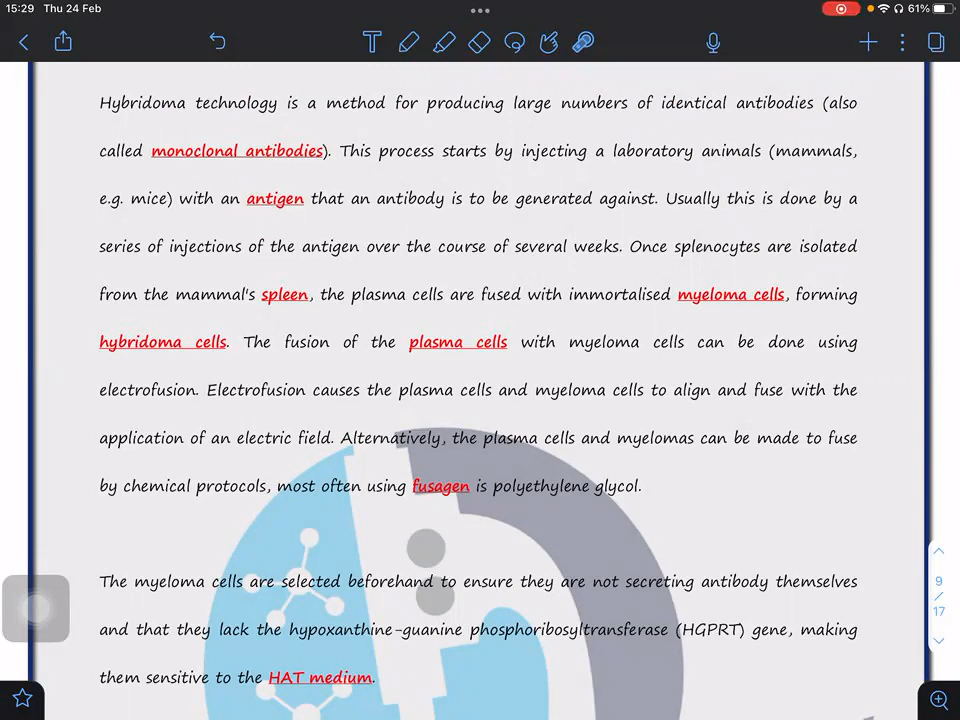 15:29 Thu 24 Feb 61%
Hybridoma technology is a method for producing large numbers of identical antibodies (also
called monoclonal antibodies). This process starts by injecting a laboratory animals (mammals,
e.g. mice) with an antigen that an antibody is to be generated against. Usually this is done by a
series of injections of the antigen over the course of several weeks. Once splenocytes are isolated
from the mammal's spleen, the plasma cells are fused with immortalised myeloma cells, forming
hybridoma cells. The fusion of the plasma cells with myeloma cells can be done using
electrofusion. Electrofusion causes the plasma cells and myeloma cells to align and fuse with the
application of an electric field. Alternatively, the plasma cells and myelomas can be made to fuse
by chemical protocols, most often using fusagen is polyethylene glycol.
The myeloma cells are selected beforehand to ensure they are not secreting antibody themselves
and that they lack the hypoxanthine-guanine phosphoribosyltransferase (HGPRT) gene, making
them sensitive to the HAT medium.
9
/
17